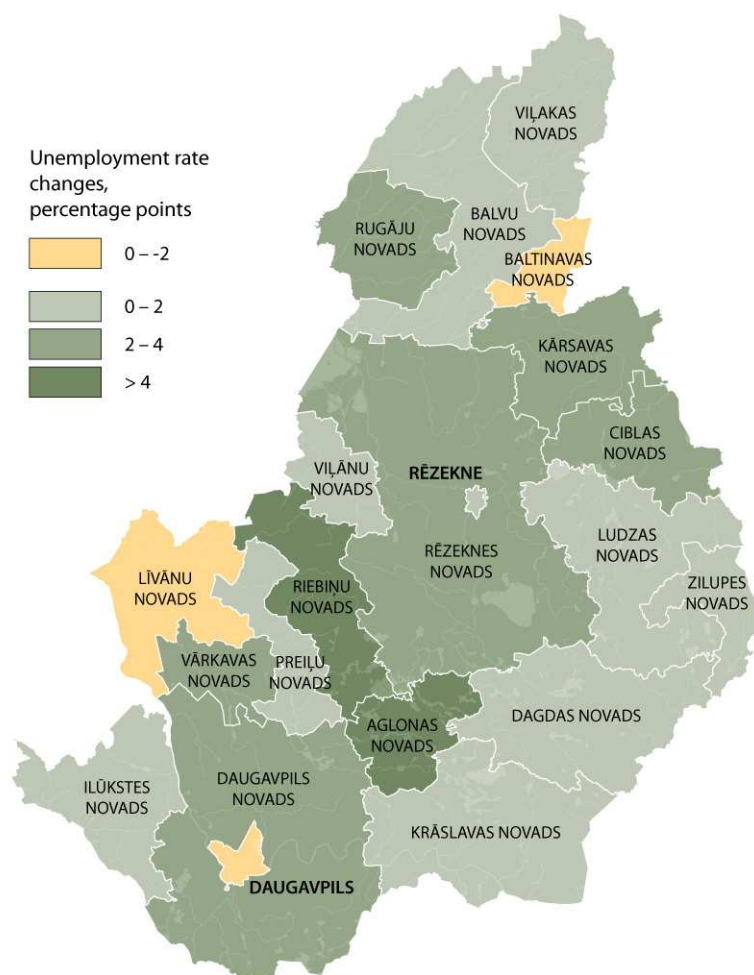 Unemployment rate
changes,
percentage points
0 – -2
0 – 2
2 – 4
> 4
VIĻAKAS
NOVADS
RUGĀJU
NOVADS
BALVU
NOVADS
BALTINAVAS
NOVADS
KĀRSAVAS
NOVADS
CIBLAS
NOVADS
VIĻĀNU
NOVADS
RĒZEKNE
LUDZAS
NOVADS
RĒZEKNES
NOVADS
ZILUPES
NOVADS
LĪVĀNU
NOVADS
RIEBIŅU
NOVADS
VĀRKAVAS
NOVADS
PREIĻU
NOVADS
AGLONAS
NOVADS
DAGDAS NOVADS
ILŪKSTES
NOVADS
DAUGAVPILS
NOVADS
KRĀSLAVAS NOVADS
DAUGAVPILS